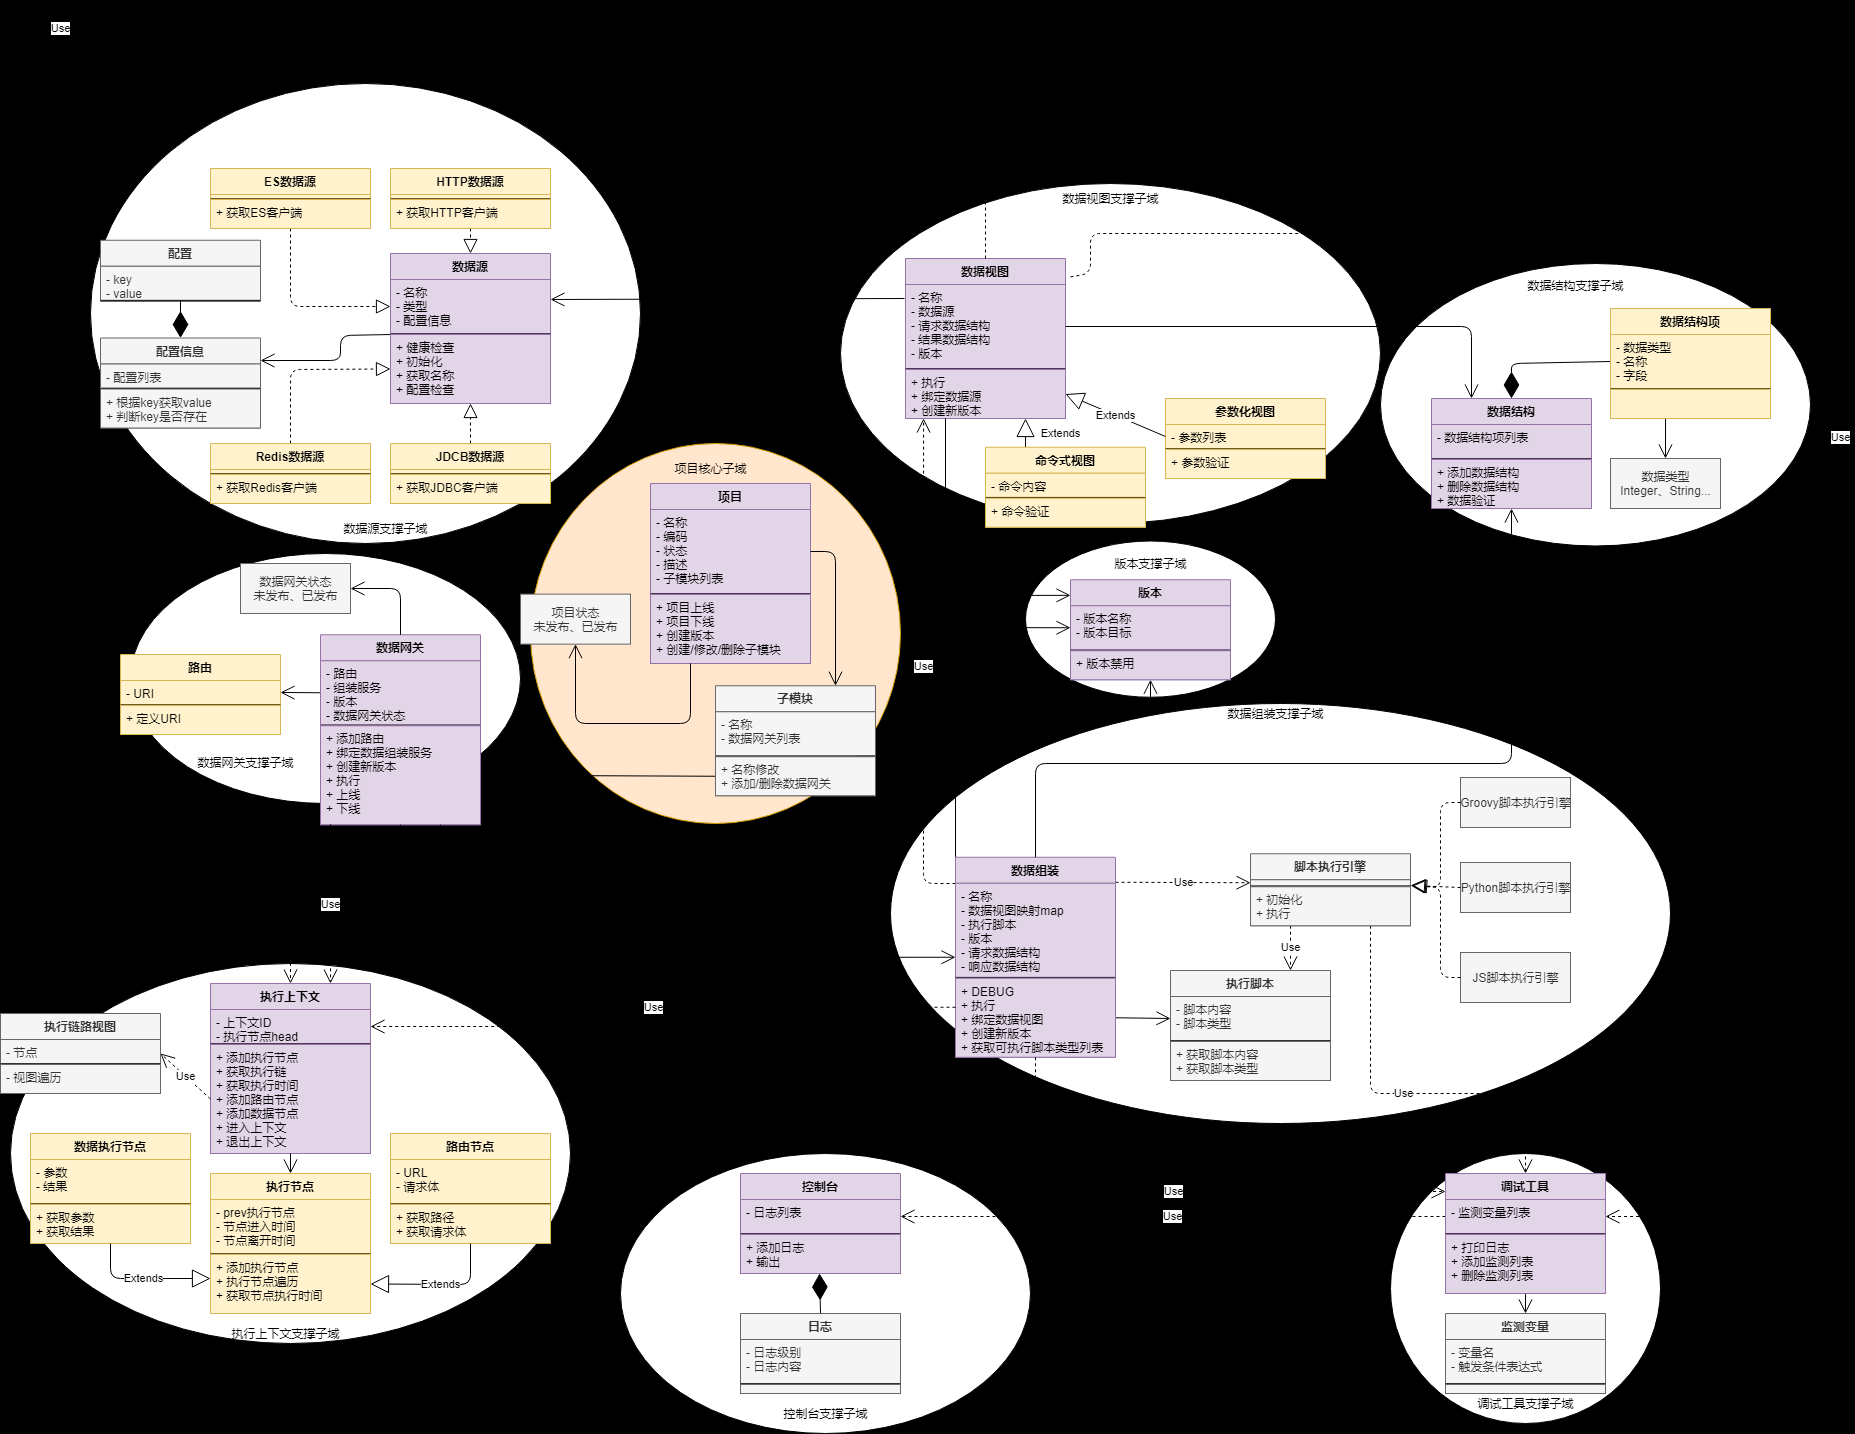 Use
ES数据源
+ 获取ES客户端
HTTP数据源
+ 获取HTTP客户端
配置
- key
- value
数据源
- 名称
- 类型
- 配置信息
+ 健康检查
+ 初始化
+ 获取名称
+ 配置检查
配置信息
- 配置列表
+ 根据key获取value
+ 判断key是否存在
Redis数据源
+ 获取Redis客户端
JDCB数据源
+ 获取JDBC客户端
数据源支撑子域
数据视图支撑子域
数据视图
- 名称
- 数据源
- 请求数据结构
- 结果数据结构
- 版本
+ 执行
+ 绑定数据源
+ 创建新版本
Extends
Extends
参数化视图
- 参数列表
+ 参数验证
命令式视图
- 命令内容
+ 命令验证
数据结构支撑子域
数据结构项
- 数据类型
- 名称
- 字段
数据结构
- 数据结构项列表
+ 添加数据结构
+ 删除数据结构
+ 数据验证
数据类型
Integer、String...
Use
项目核心子域
项目
- 名称
- 编码
- 状态
- 描述
- 子模块列表
+ 项目上线
+ 项目下线
+ 创建版本
+ 创建/修改/删除子模块
项目状态
未发布、已发布
子模块
- 名称
- 数据网关列表
+ 名称修改
+ 添加/删除数据网关
数据网关状态
未发布、已发布
数据网关
- 路由
- 组装服务
- 版本
- 数据网关状态
+ 添加路由
+ 绑定数据组装服务
+ 创建新版本
+ 执行
+ 上线
+ 下线
路由
- URI
+ 定义URI
数据网关支撑子域
版本支撑子域
版本
- 版本名称
- 版本目标
+ 版本禁用
Use
数据组装支撑子域
数据组装
- 名称
- 数据视图映射map
- 执行脚本
- 版本
- 请求数据结构
- 响应数据结构
+ DEBUG
+ 执行
+ 绑定数据视图
+ 创建新版本
+ 获取可执行脚本类型列表
Use
脚本执行引擎
+ 初始化
+ 执行
Groovy脚本执行引擎
Python脚本执行引擎
JS脚本执行引擎
Use
执行脚本
- 脚本内容
- 脚本类型
+ 获取脚本内容
+ 获取脚本类型
Use
Use
Use
执行上下文
- 上下文ID
- 执行节点head
+ 添加执行节点
+ 获取执行链
+ 获取执行时间
+ 添加路由节点
+ 添加数据节点
+ 进入上下文
+ 退出上下文
执行链路视图
- 节点
- 视图遍历
Use
数据执行节点
- 参数
- 结果
+ 获取参数
+ 获取结果
路由节点
- URL
- 请求体
+ 获取路径
+ 获取请求体
执行节点
- prev执行节点
- 节点进入时间
- 节点离开时间
+ 添加执行节点
+ 执行节点遍历
+ 获取节点执行时间
Extends
Extends
执行上下文支撑子域
控制台
- 日志列表
+ 添加日志
+ 输出
日志
- 日志级别
- 日志内容
控制台支撑子域
Use
Use
调试工具
- 监测变量列表
+ 打印日志
+ 添加监测列表
+ 删除监测列表
监测变量
- 变量名
- 触发条件表达式
调试工具支撑子域